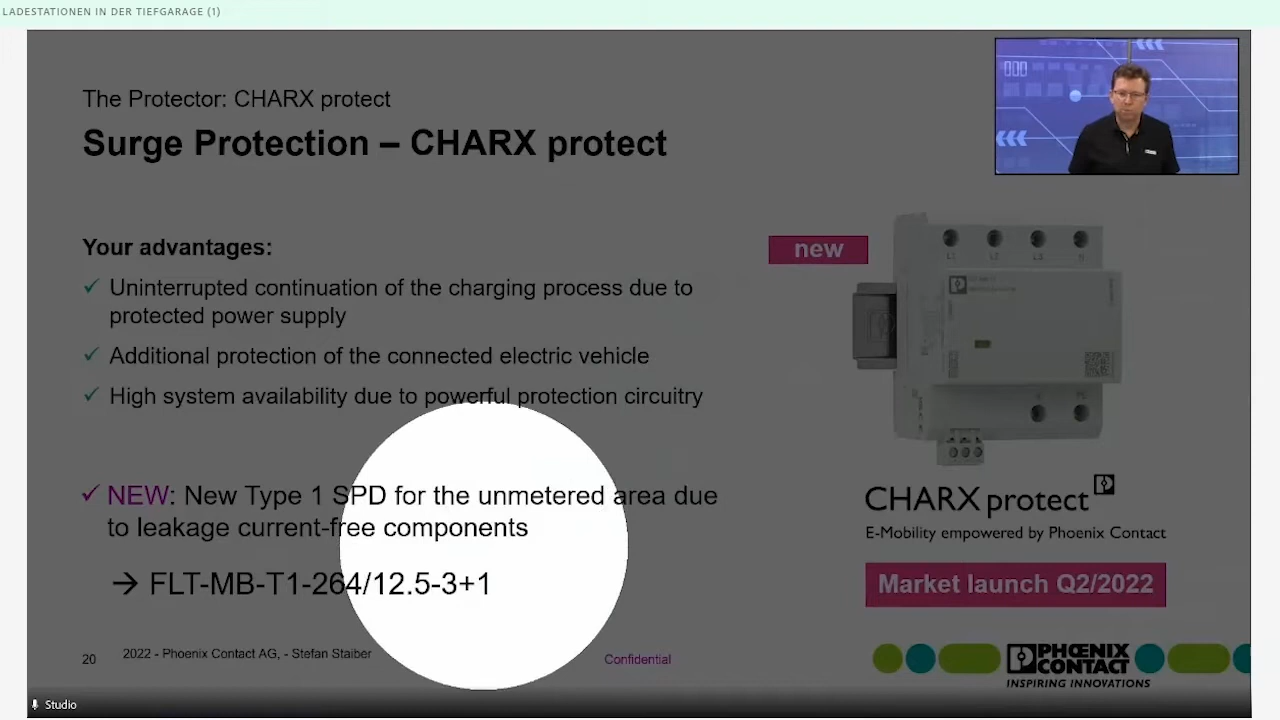 LADESTATIONEN IN DER TIEFGARAGE (1)
The Protector: CHARX protect
Surge Protection – CHARX protect
Your advantages:
✓ Uninterrupted continuation of the charging process due to
protected power supply
✓ Additional protection of the connected electric vehicle
✓ High system availability due to powerful protection circuitry
✓ NEW: New Type 1 SPD for the unmetered area due
to leakage current-free components
→ FLT-MB-T1-264/12.5-3+1
new
L1 L2 L3 N
CHARX protect
E-Mobility empowered by Phoenix Contact
Market launch Q2/2022
20
2022 - Phoenix Contact AG, - Stefan Staiber
Confidential
PHŒNIX
CONTACT
INSPIRING INNOVATIONS
Studio